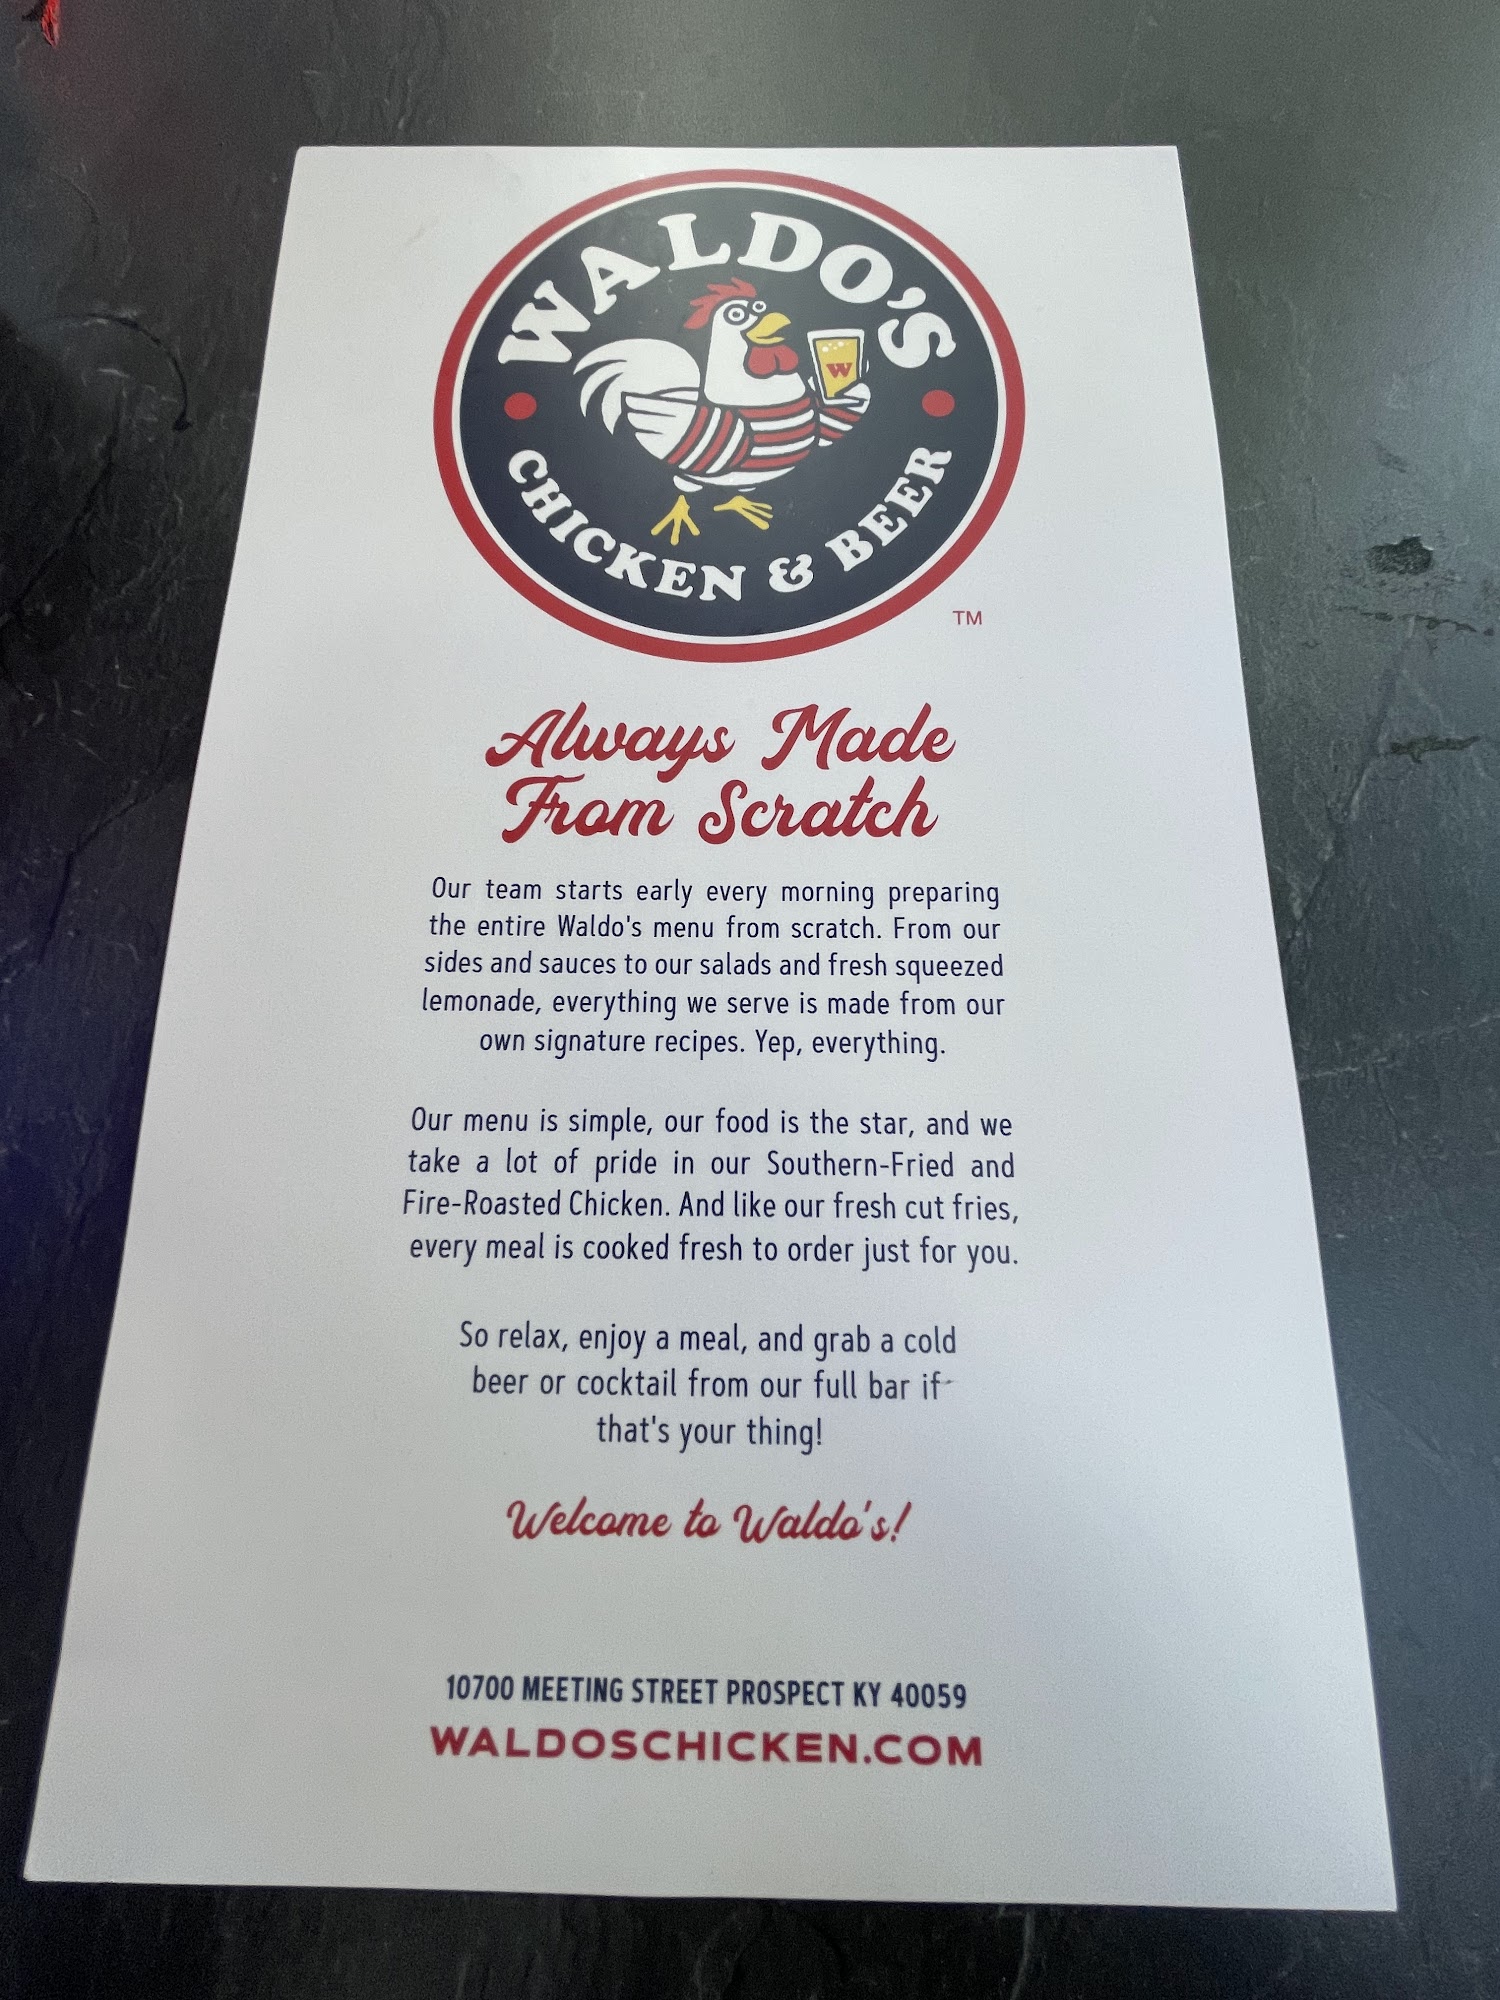 WALDO'S
W
CHICKEN & BEER
TM
Always Made
From Scratch
Our team starts early every morning preparing
the entire Waldo's menu from scratch. From our
sides and sauces to our salads and fresh squeezed
lemonade, everything we serve is made from our
own signature recipes. Yep, everything.
Our menu is simple, our food is the star, and we
take a lot of pride in our Southern-Fried and
Fire-Roasted Chicken. And like our fresh cut fries,
every meal is cooked fresh to order just for you.
So relax, enjoy a meal, and grab a cold
beer or cocktail from our full bar if
that's your thing!
Welcome to Waldo's!
10700 MEETING STREET PROSPECT KY 40059
WALDOSCHICKEN.COM